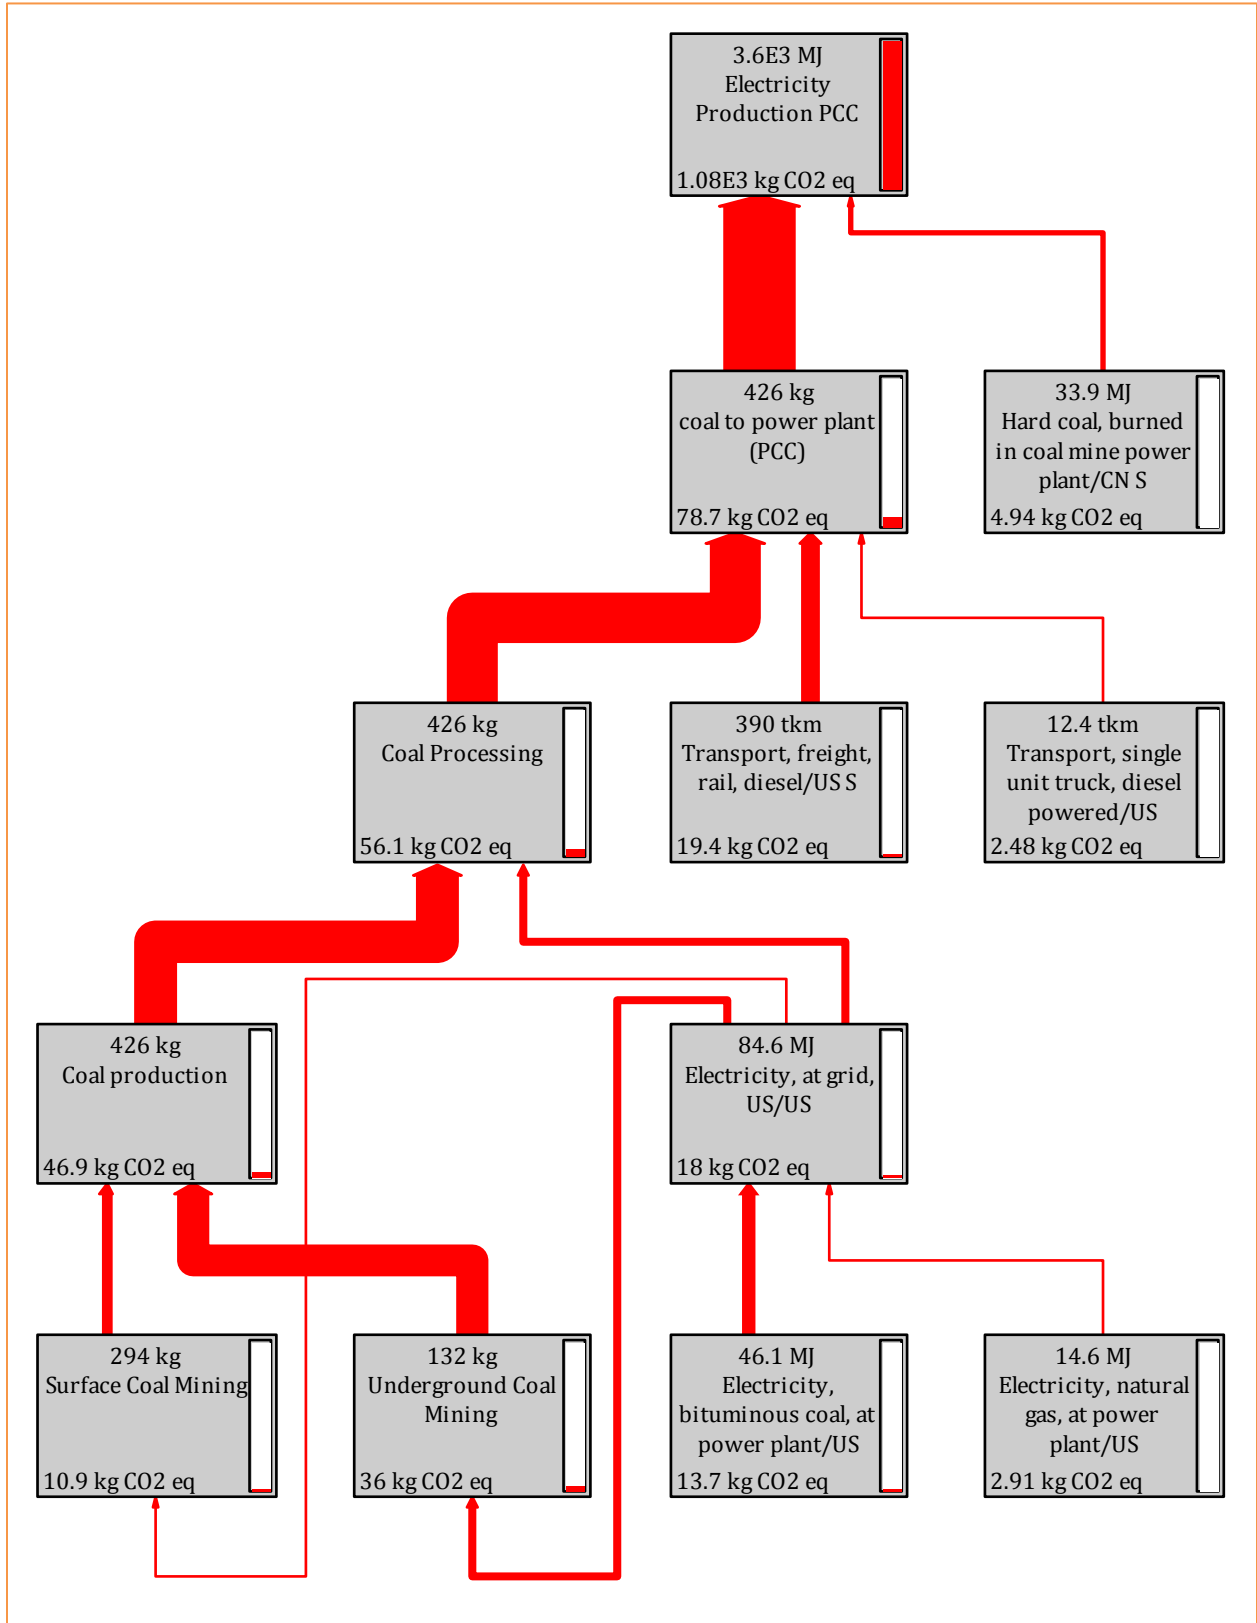 3.6E3 MJ
Electricity
Production PCC
1.08E3 kg CO2 eq
426 kg
coal to power plant
(PCC)
78.7 kg CO2 eq
33.9 MJ
Hard coal, burned
in coal mine power
plant/CN S
4.94 kg CO2 eq
426 kg
Coal Processing
56.1 kg CO2 eq
390 tkm
Transport, freight,
rail, diesel/US S
19.4 kg CO2 eq
12.4 tkm
Transport, single
unit truck, diesel
powered/US
2.48 kg CO2 eq
426 kg
Coal production
46.9 kg CO2 eq
84.6 MJ
Electricity, at grid,
US/US
18 kg CO2 eq
294 kg
Surface Coal Mining
10.9 kg CO2 eq
132 kg
Underground Coal
Mining
36 kg CO2 eq
46.1 MJ
Electricity,
bituminous coal, at
power plant/US
13.7 kg CO2 eq
14.6 MJ
Electricity, natural
gas, at power
plant/US
2.91 kg CO2 eq